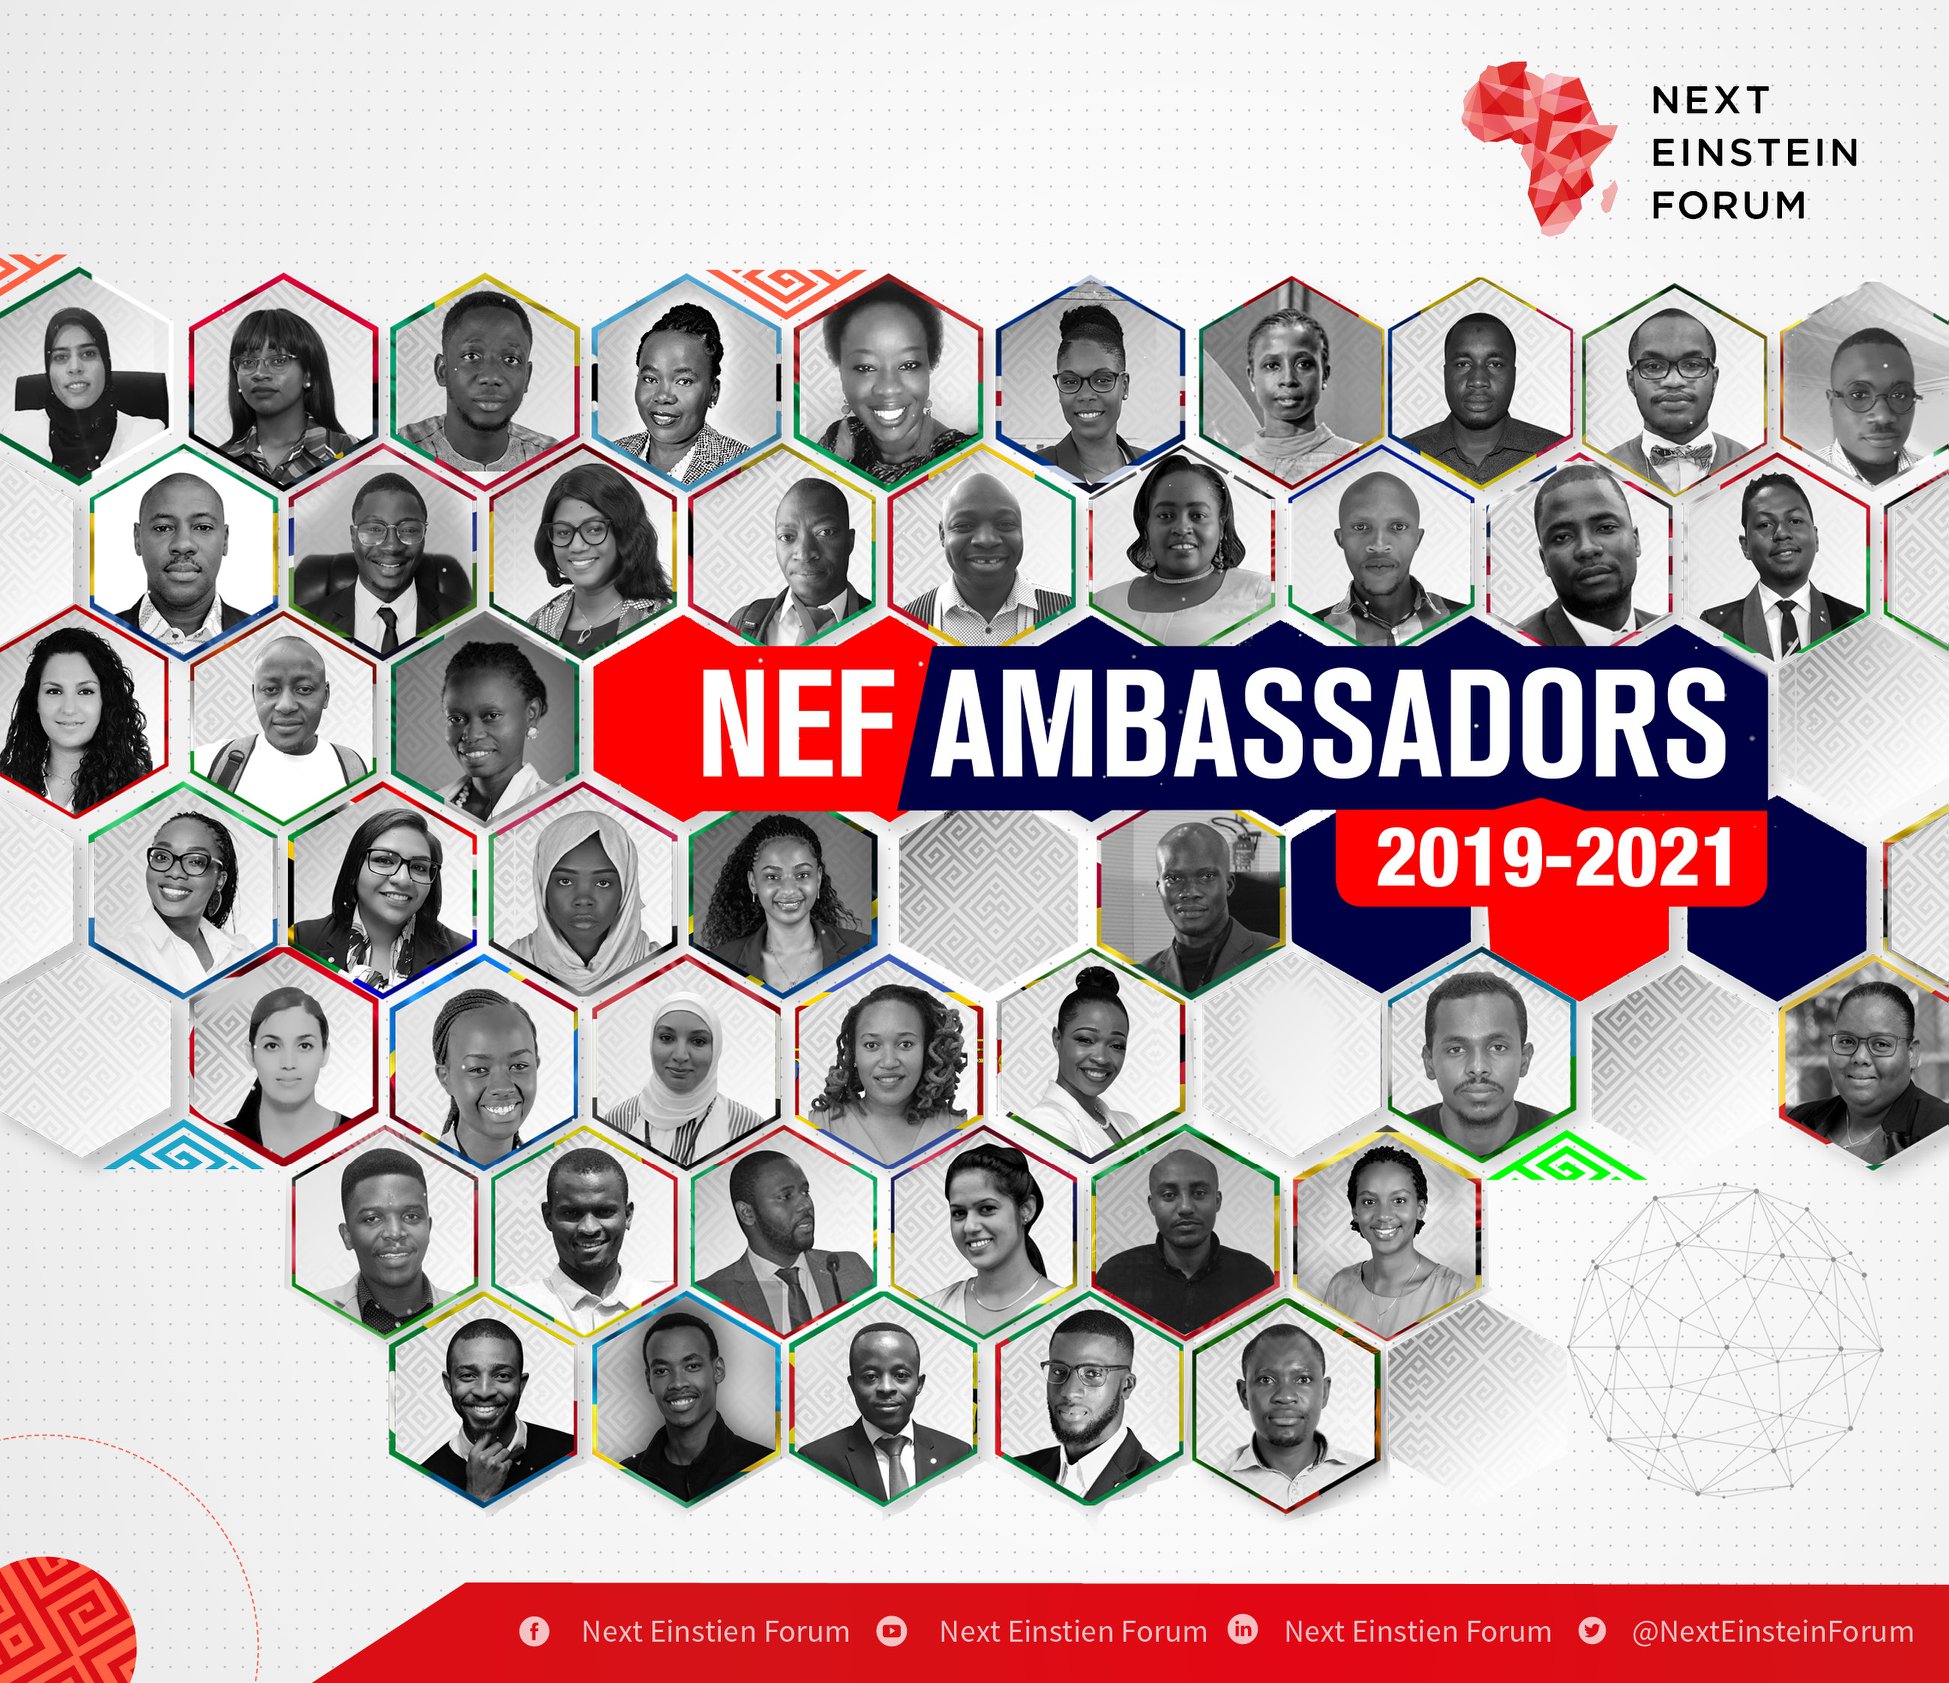 NEXT
EINSTEIN
FORUM
NEF AMBASSADORS
2019-2021
Next Einstien Forum Next Einstien Forum Next Einstien Forum @NextEinsteinForum